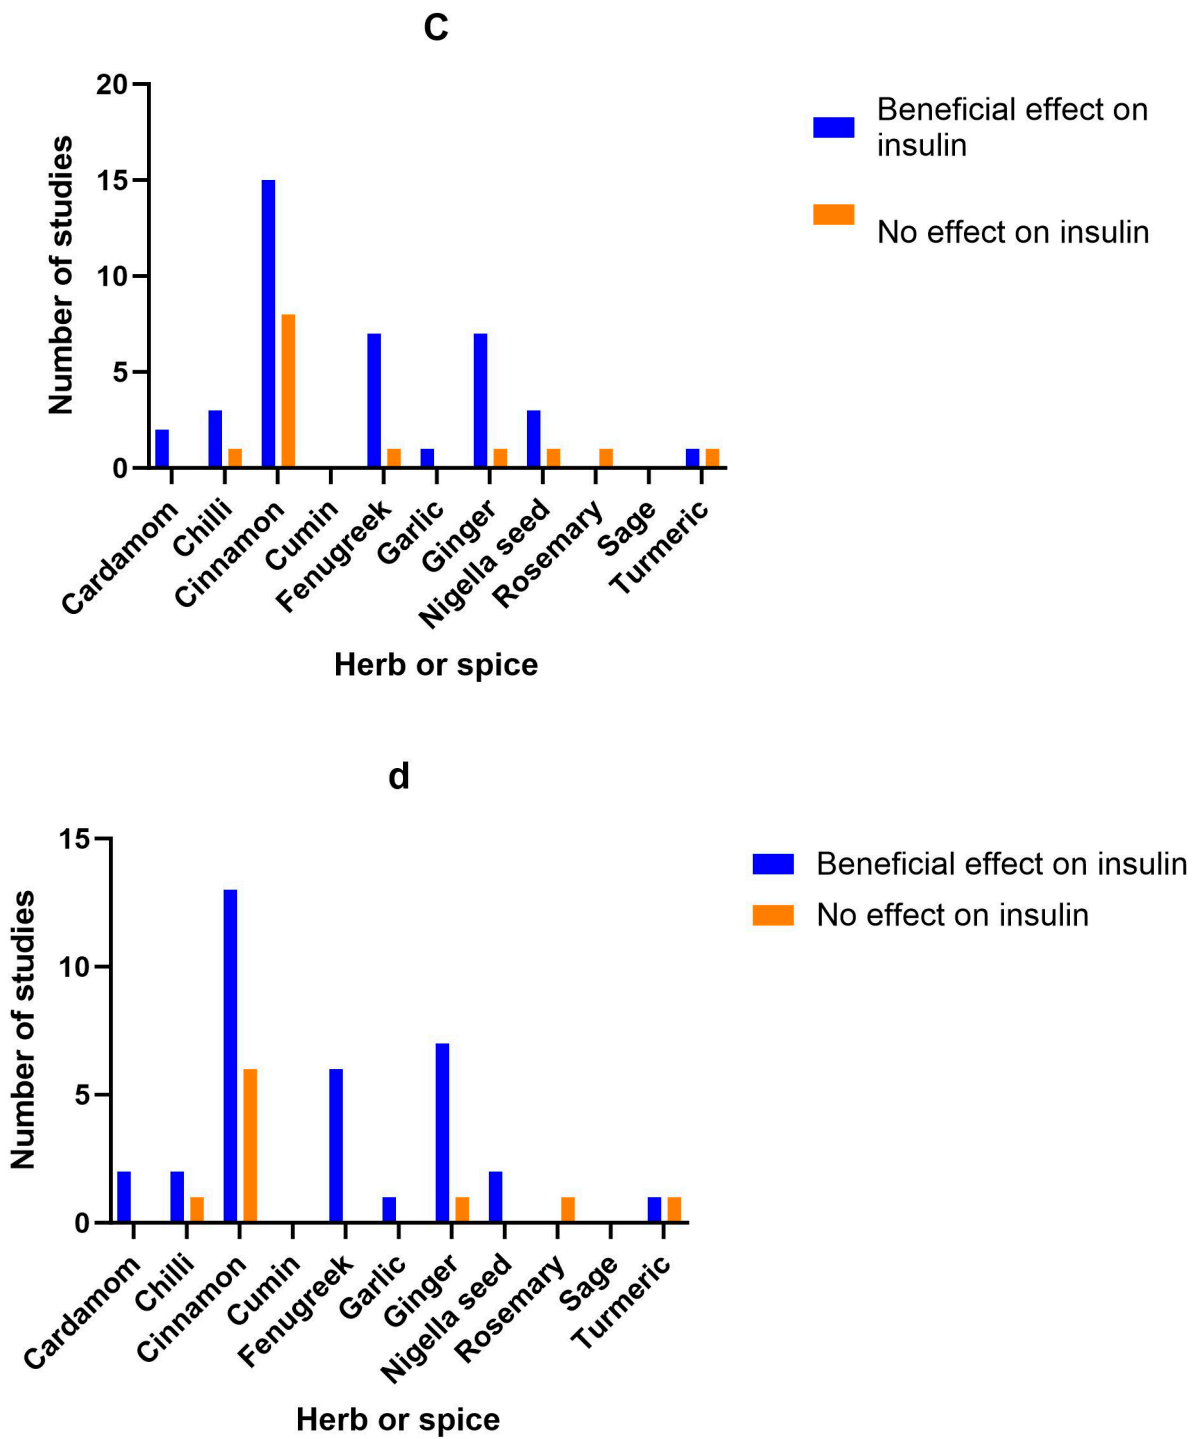 C
20
15
10
5
0
Number of studies
Beneficial effect on
insulin
No effect on insulin
Cardamom
Chilli
Cinnamon
Cumin
Fenugreek
Garlic
Ginger
Nigella seed
Rosemary
Sage
Turmeric
Herb or spice
d
15
10
5
0
Number of studies
Beneficial effect on insulin
No effect on insulin
Cardamom
Chilli
Cinnamon
Cumin
Fenugreek
Garlic
Ginger
Nigella seed
Rosemary
Sage
Turmeric
Herb or spice